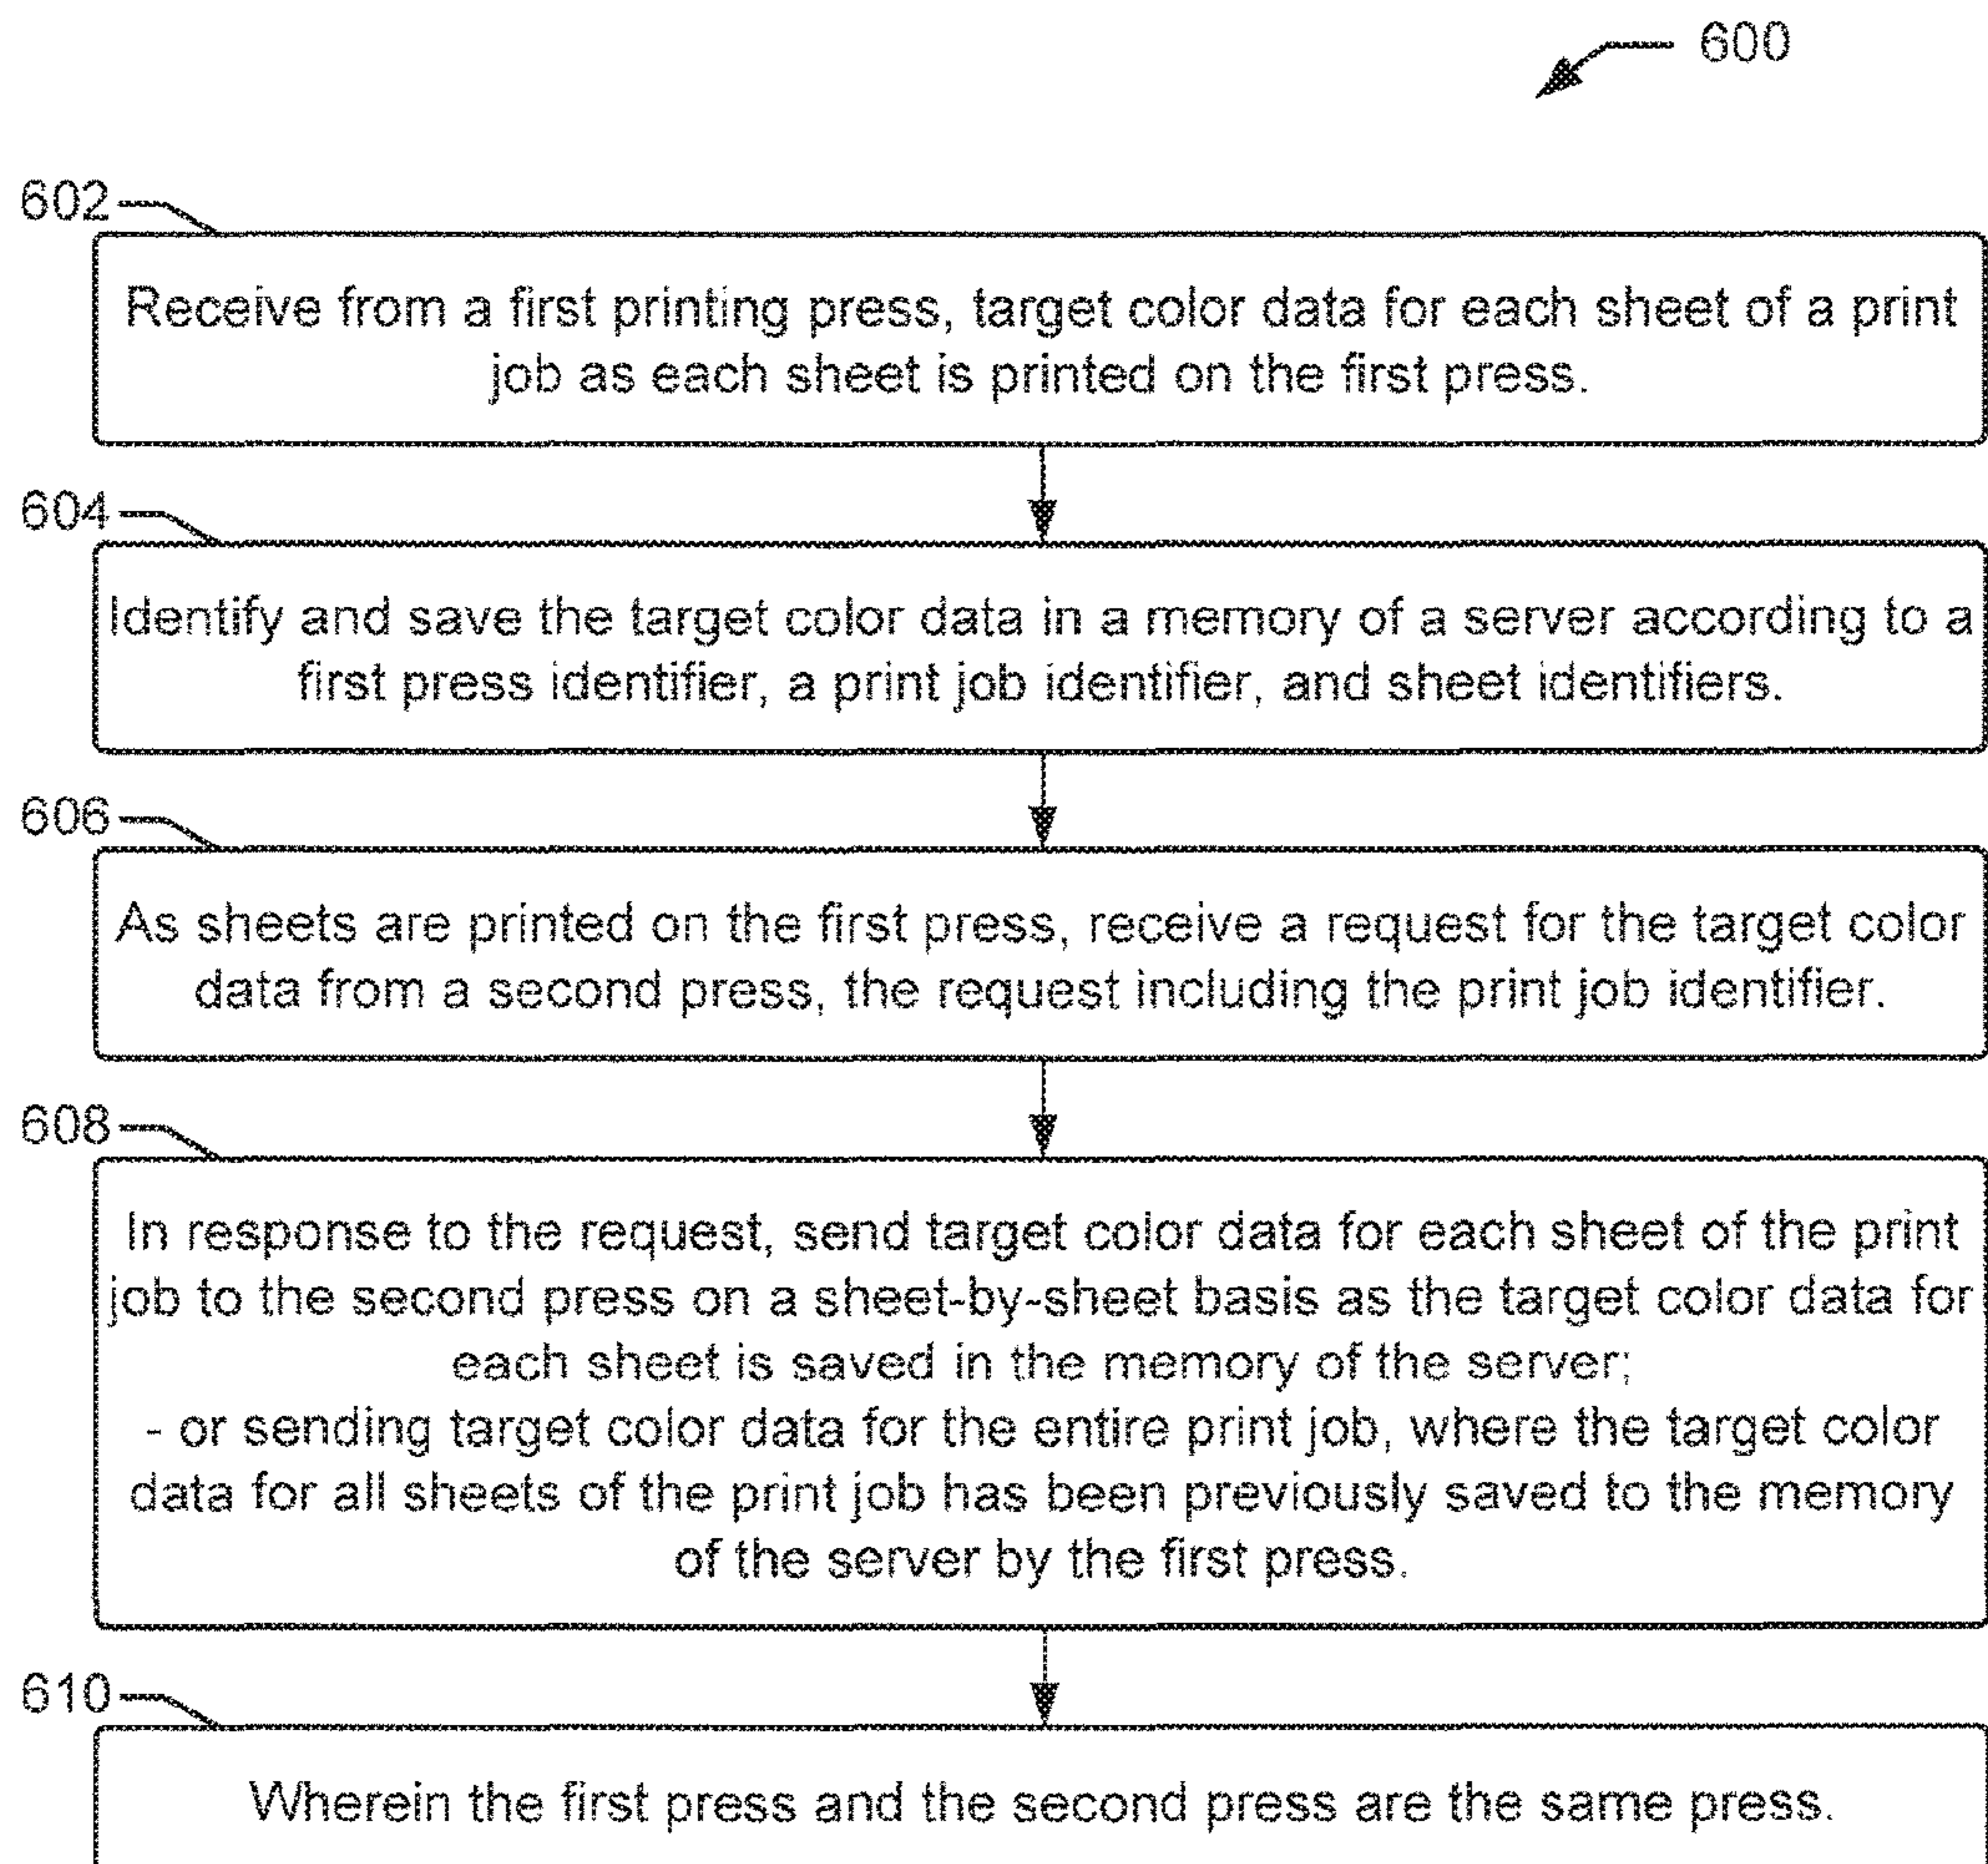 600
602
Receive from a first printing press, target color data for each sheet of a print
job as each sheet is printed on the first press.
604
Identify and save the target color data in a memory of a server according to a
first press identifier, a print job identifier, and sheet identifiers.
606
As sheets are printed on the first press, receive a request for the target color
data from a second press, the request including the print job identifier.
608
In response to the request, send target color data for each sheet of the print
job to the second press on a sheet-by-sheet basis as the target color data for
each sheet is saved in the memory of the server;
- or sending target color data for the entire print job, where the target color
data for all sheets of the print job has been previously saved to the memory
of the server by the first press.
610
Wherein the first press and the second press are the same press.